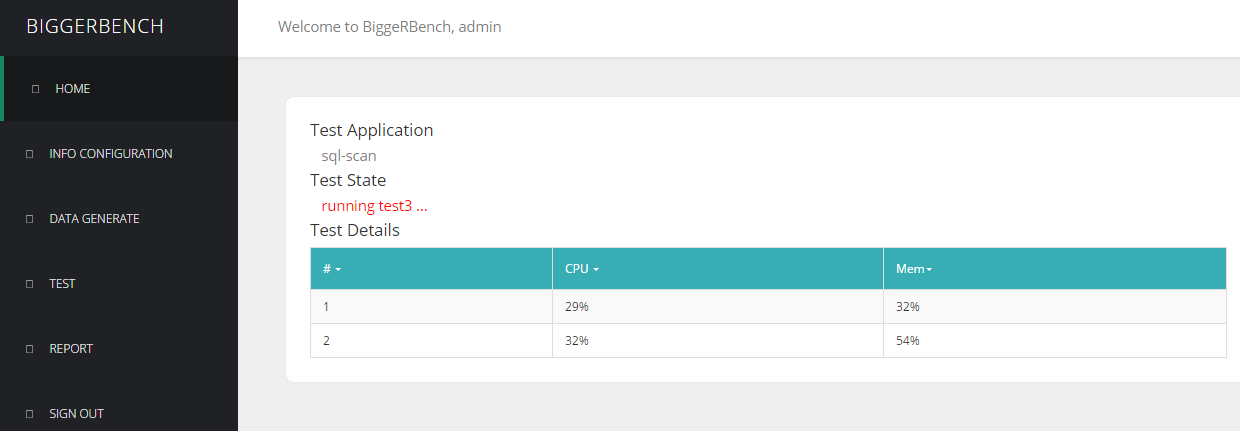 BIGGERBENCH
Welcome to BiggeRBench, admin
HOME
INFO CONFIGURATION
DATA GENERATE
TEST
REPORT
SIGN OUT
Test Application
sql-scan
Test State
running test3 ...
Test Details
# CPU Mem
1 29% 32%
2 32% 54%